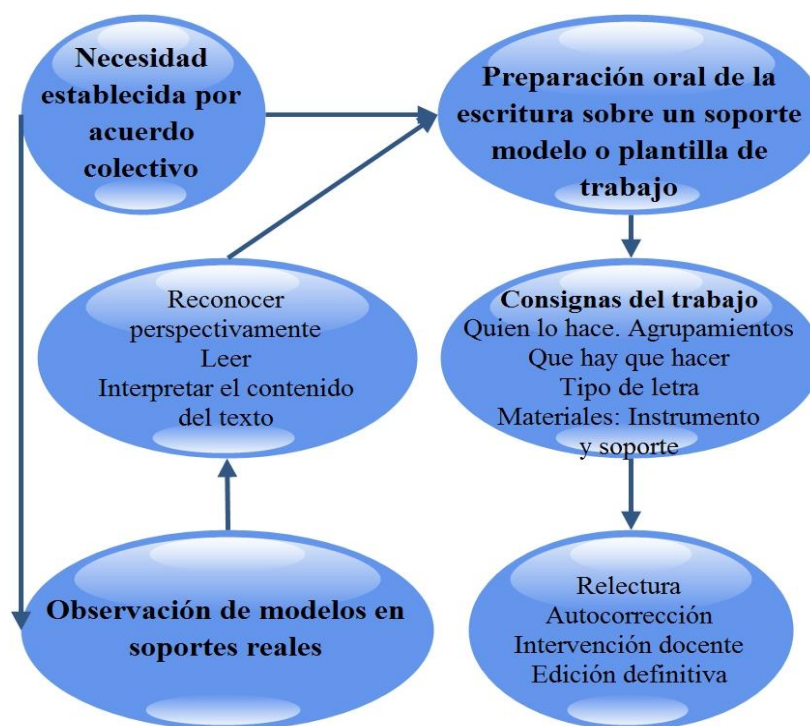 Necesidad
establecida por
acuerdo
colectivo
Preparación oral de la
escritura sobre un soporte
modelo o plantilla de
trabajo
Reconocer
perspectivamente
Leer
Interpretar el contenido
del texto
Consignas del trabajo
Quien lo hace. Agrupamientos
Que hay que hacer
Tipo de letra
Materiales: Instrumento
y soporte
Observación de modelos en
soportes reales
Relectura
Autocorrección
Intervención docente
Edición definitiva